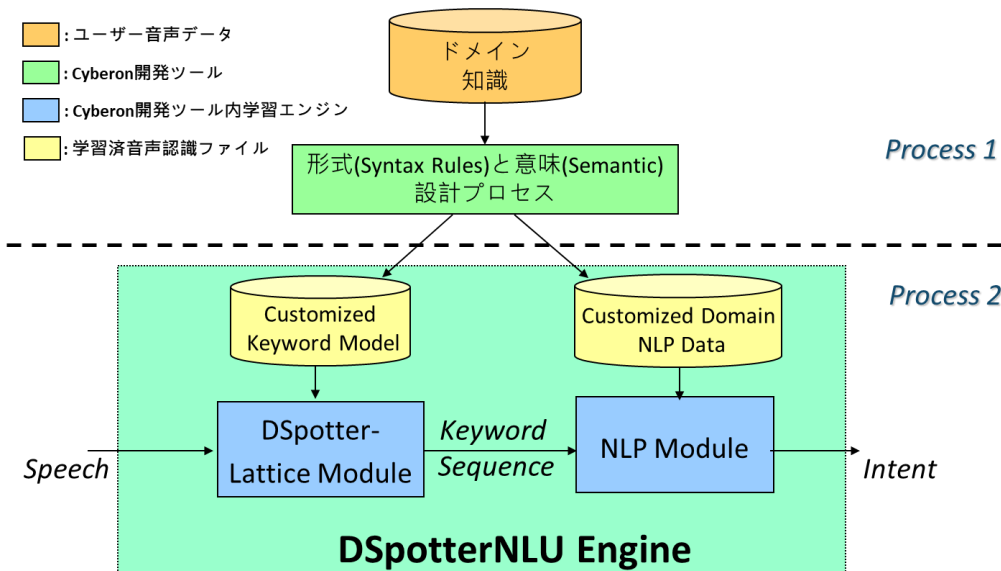 : ユーザー音声データ
: Cyberon開発ツール
: Cyberon開発ツール内学習エンジン
: 学習済音声認識ファイル
ドメイン
知識
形式(Syntax Rules)と意味(Semantic)
設計プロセス
Process 1
Process 2
Customized
Keyword Model
Customized Domain
NLP Data
Speech
DSpotter-
Lattice Module
Keyword
Sequence
NLP Module
Intent
DSpotterNLU Engine